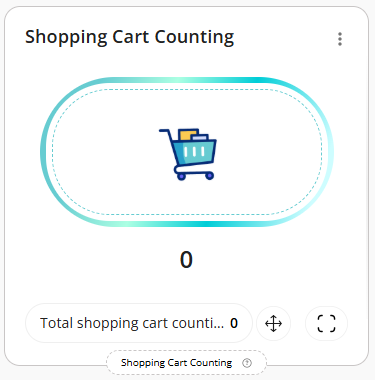 Shopping Cart Counting
0
Total shopping cart counti... 0
Shopping Cart Counting ?